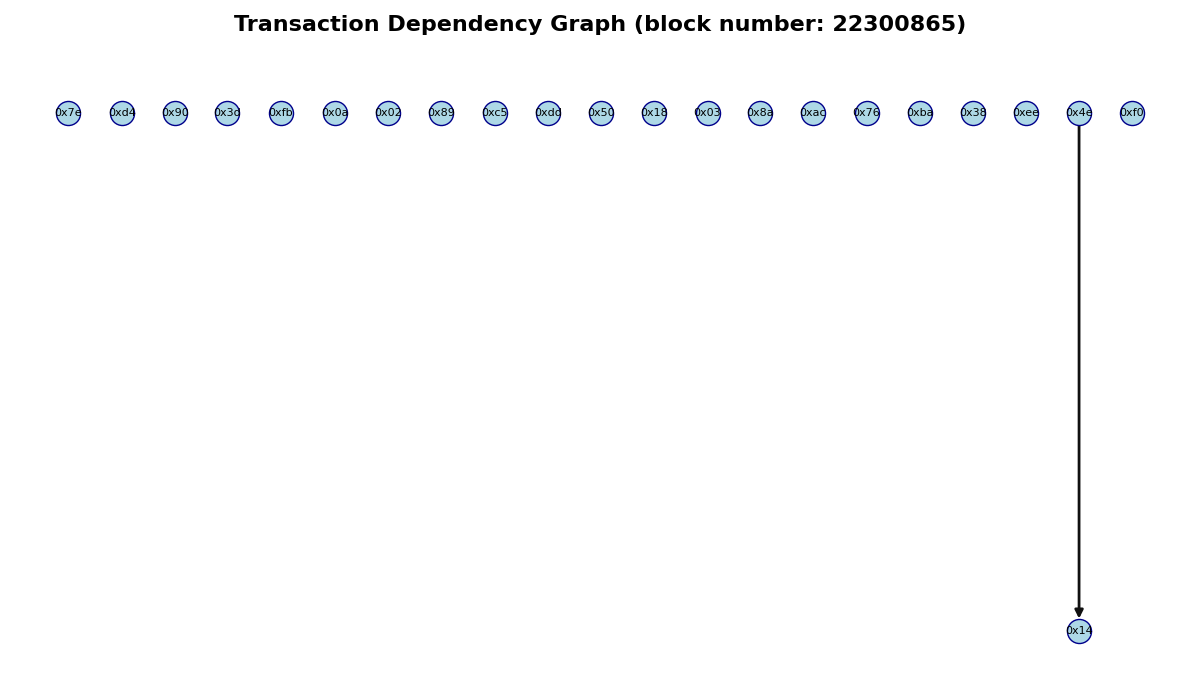 Transaction Dependency Graph (block number: 22300865)
0x7e 0xd4 0x90 0x3d 0xfb 0x0a 0x02 0x89 0xc5 0xdd 0x50 0x18 0x03 0x8a 0xac 0x76 0xba 0x38 0xee 0x4e 0xf0
0x14